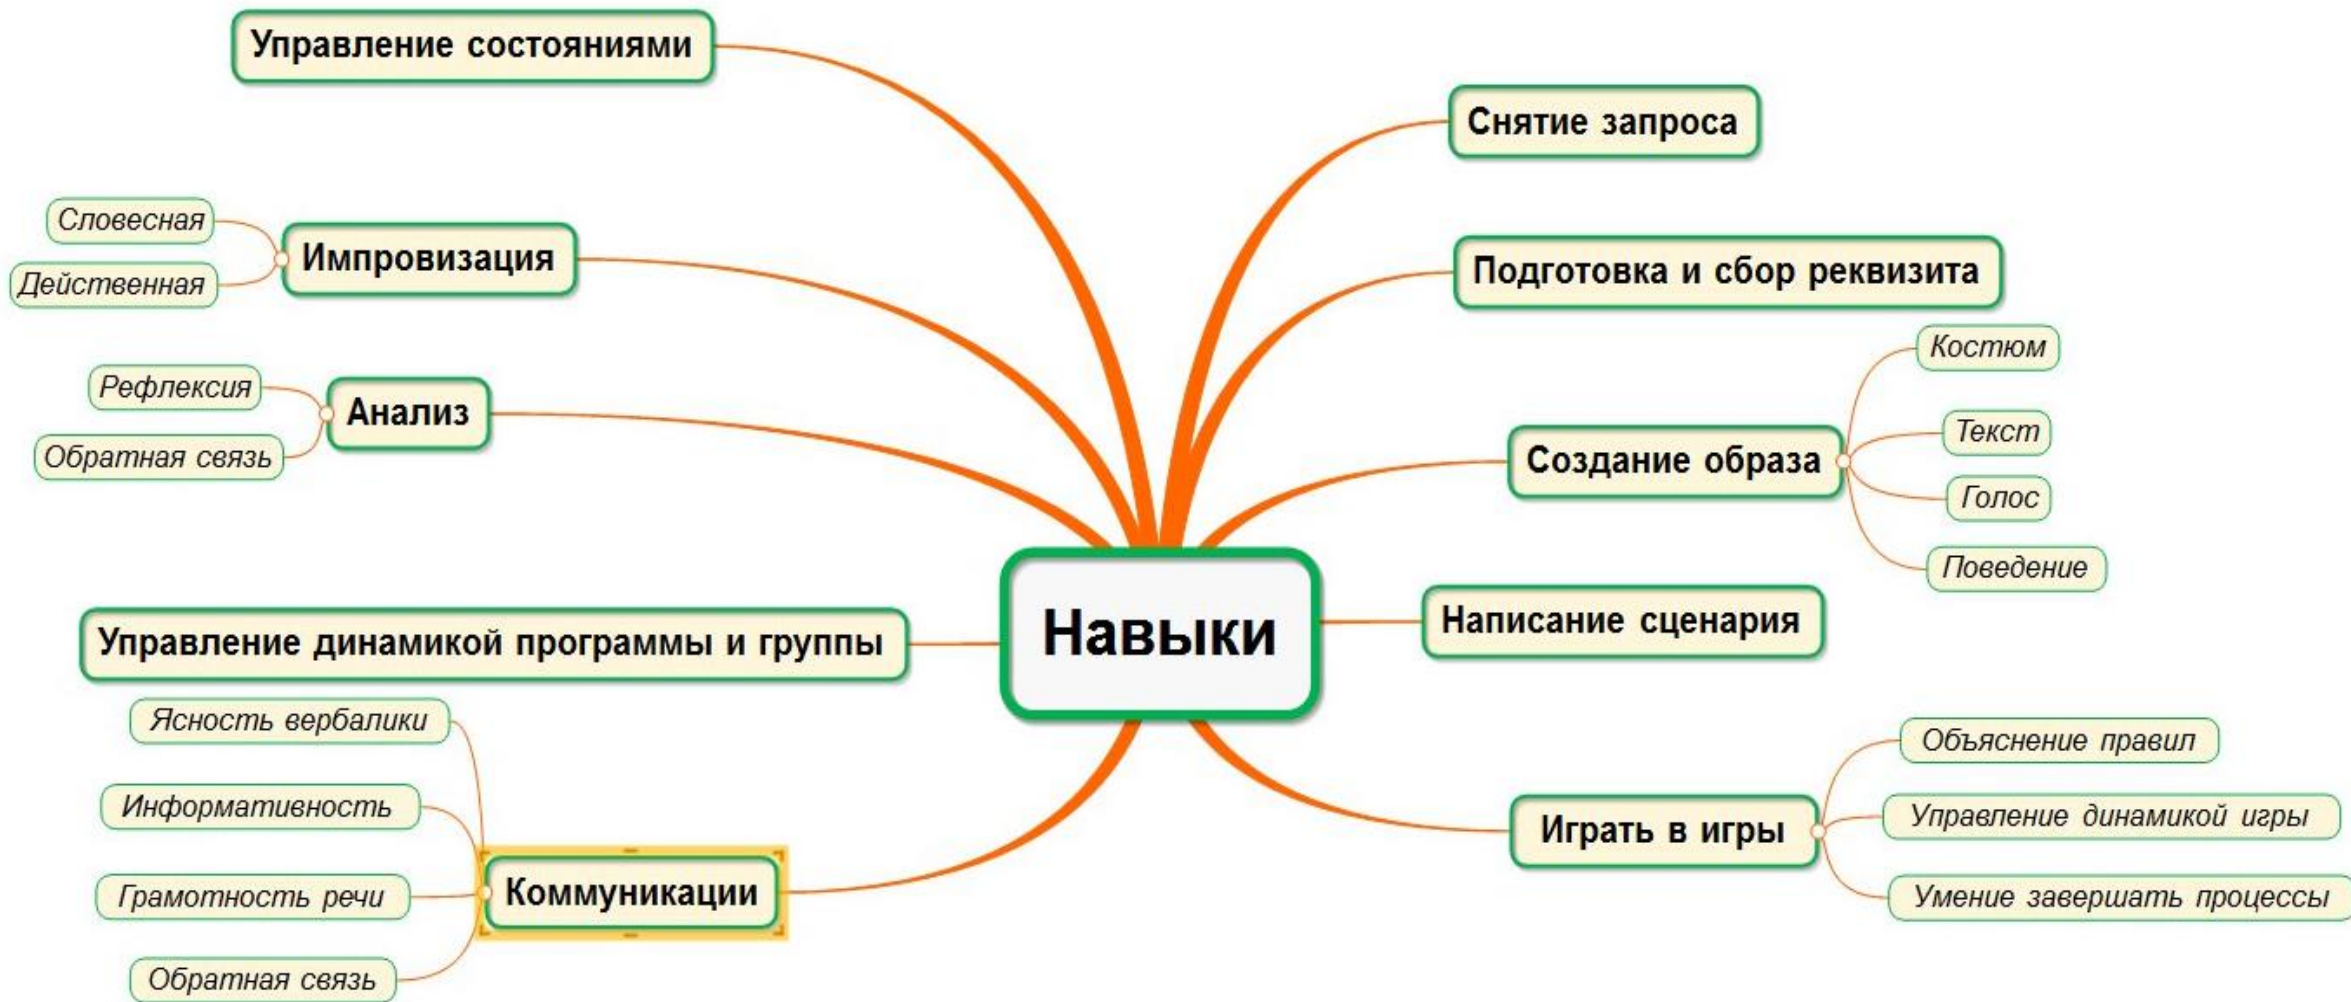 Управление состояниями
Снятие запроса
Словесная
Импровизация
Действенная
Подготовка и сбор реквизита
Рефлексия
Анализ
Обратная связь
Костюм
Текст
Создание образа
Голос
Поведение
Навыки
Управление динамикой программы и группы
Написание сценария
Ясность вербалики
Информативность
Коммуникации
Грамотность речи
Обратная связь
Объяснение правил
Управление динамикой игры
Играть в игры
Умение завершать процессы